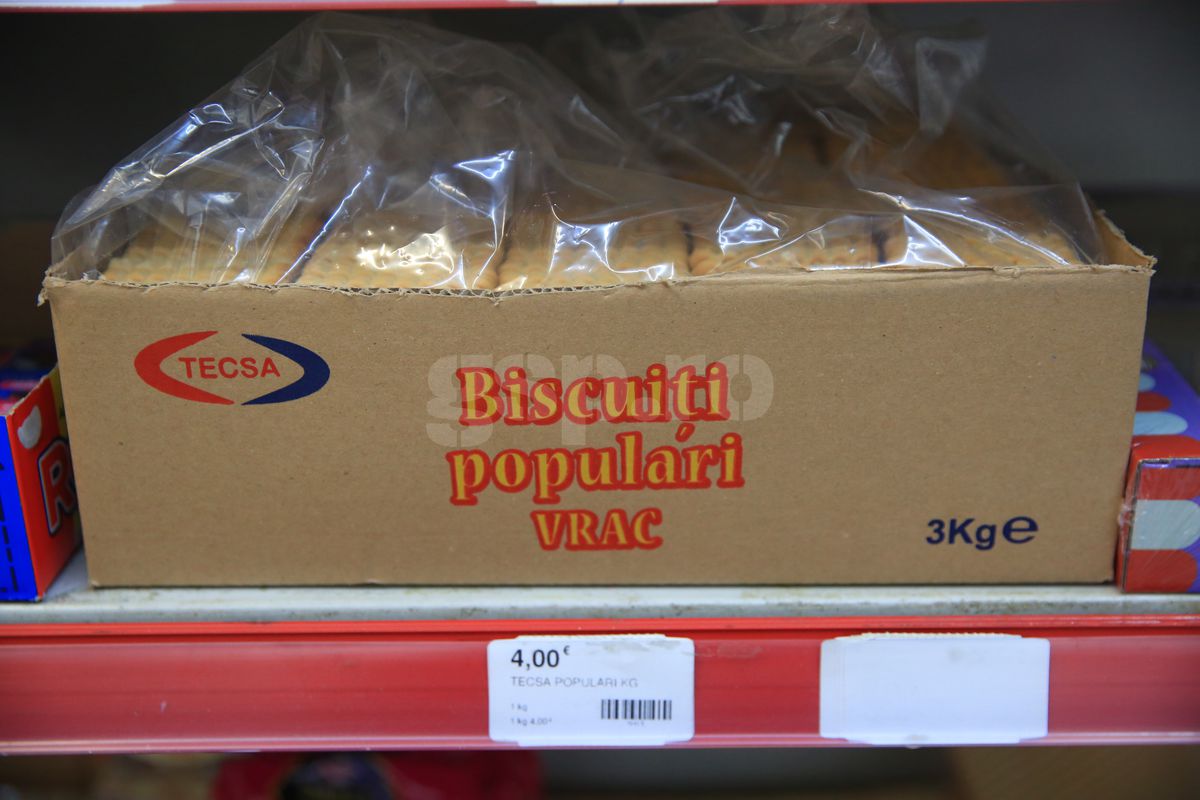 TECSA
Biscuiți
populari
VRAC
3Kg℮
gsp.ro
R
4,00€
TECSA POPULARI KG
1 kg
1 kg 4.00€